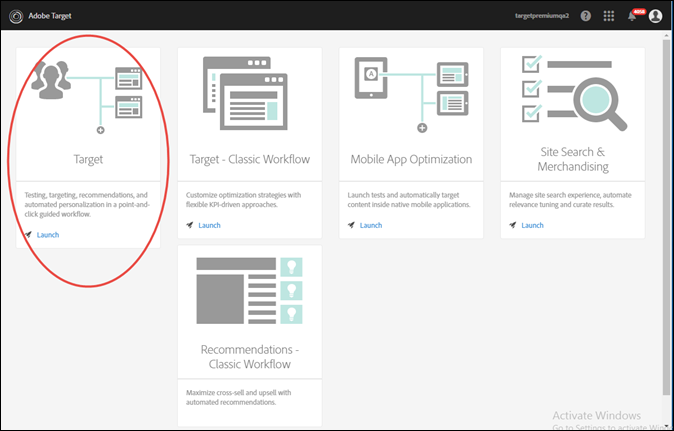 Adobe Target
targetpremiumqa2
?
4056
Target
Testing, targeting, recommendations, and
automated personalization in a point-and-
click guided workflow.
Launch
Target - Classic Workflow
Customize optimization strategies with
flexible KPI-driven approaches.
Launch
A
Mobile App Optimization
Launch tests and automatically target
content inside native mobile applications.
Launch
Site Search &
Merchandising
Manage site search experience, automate
relevance tuning and curate results.
Launch
Recommendations -
Classic Workflow
Maximize cross-sell and upsell with
automated recommendations.
Activate Windows
Go to Settings to activate Win